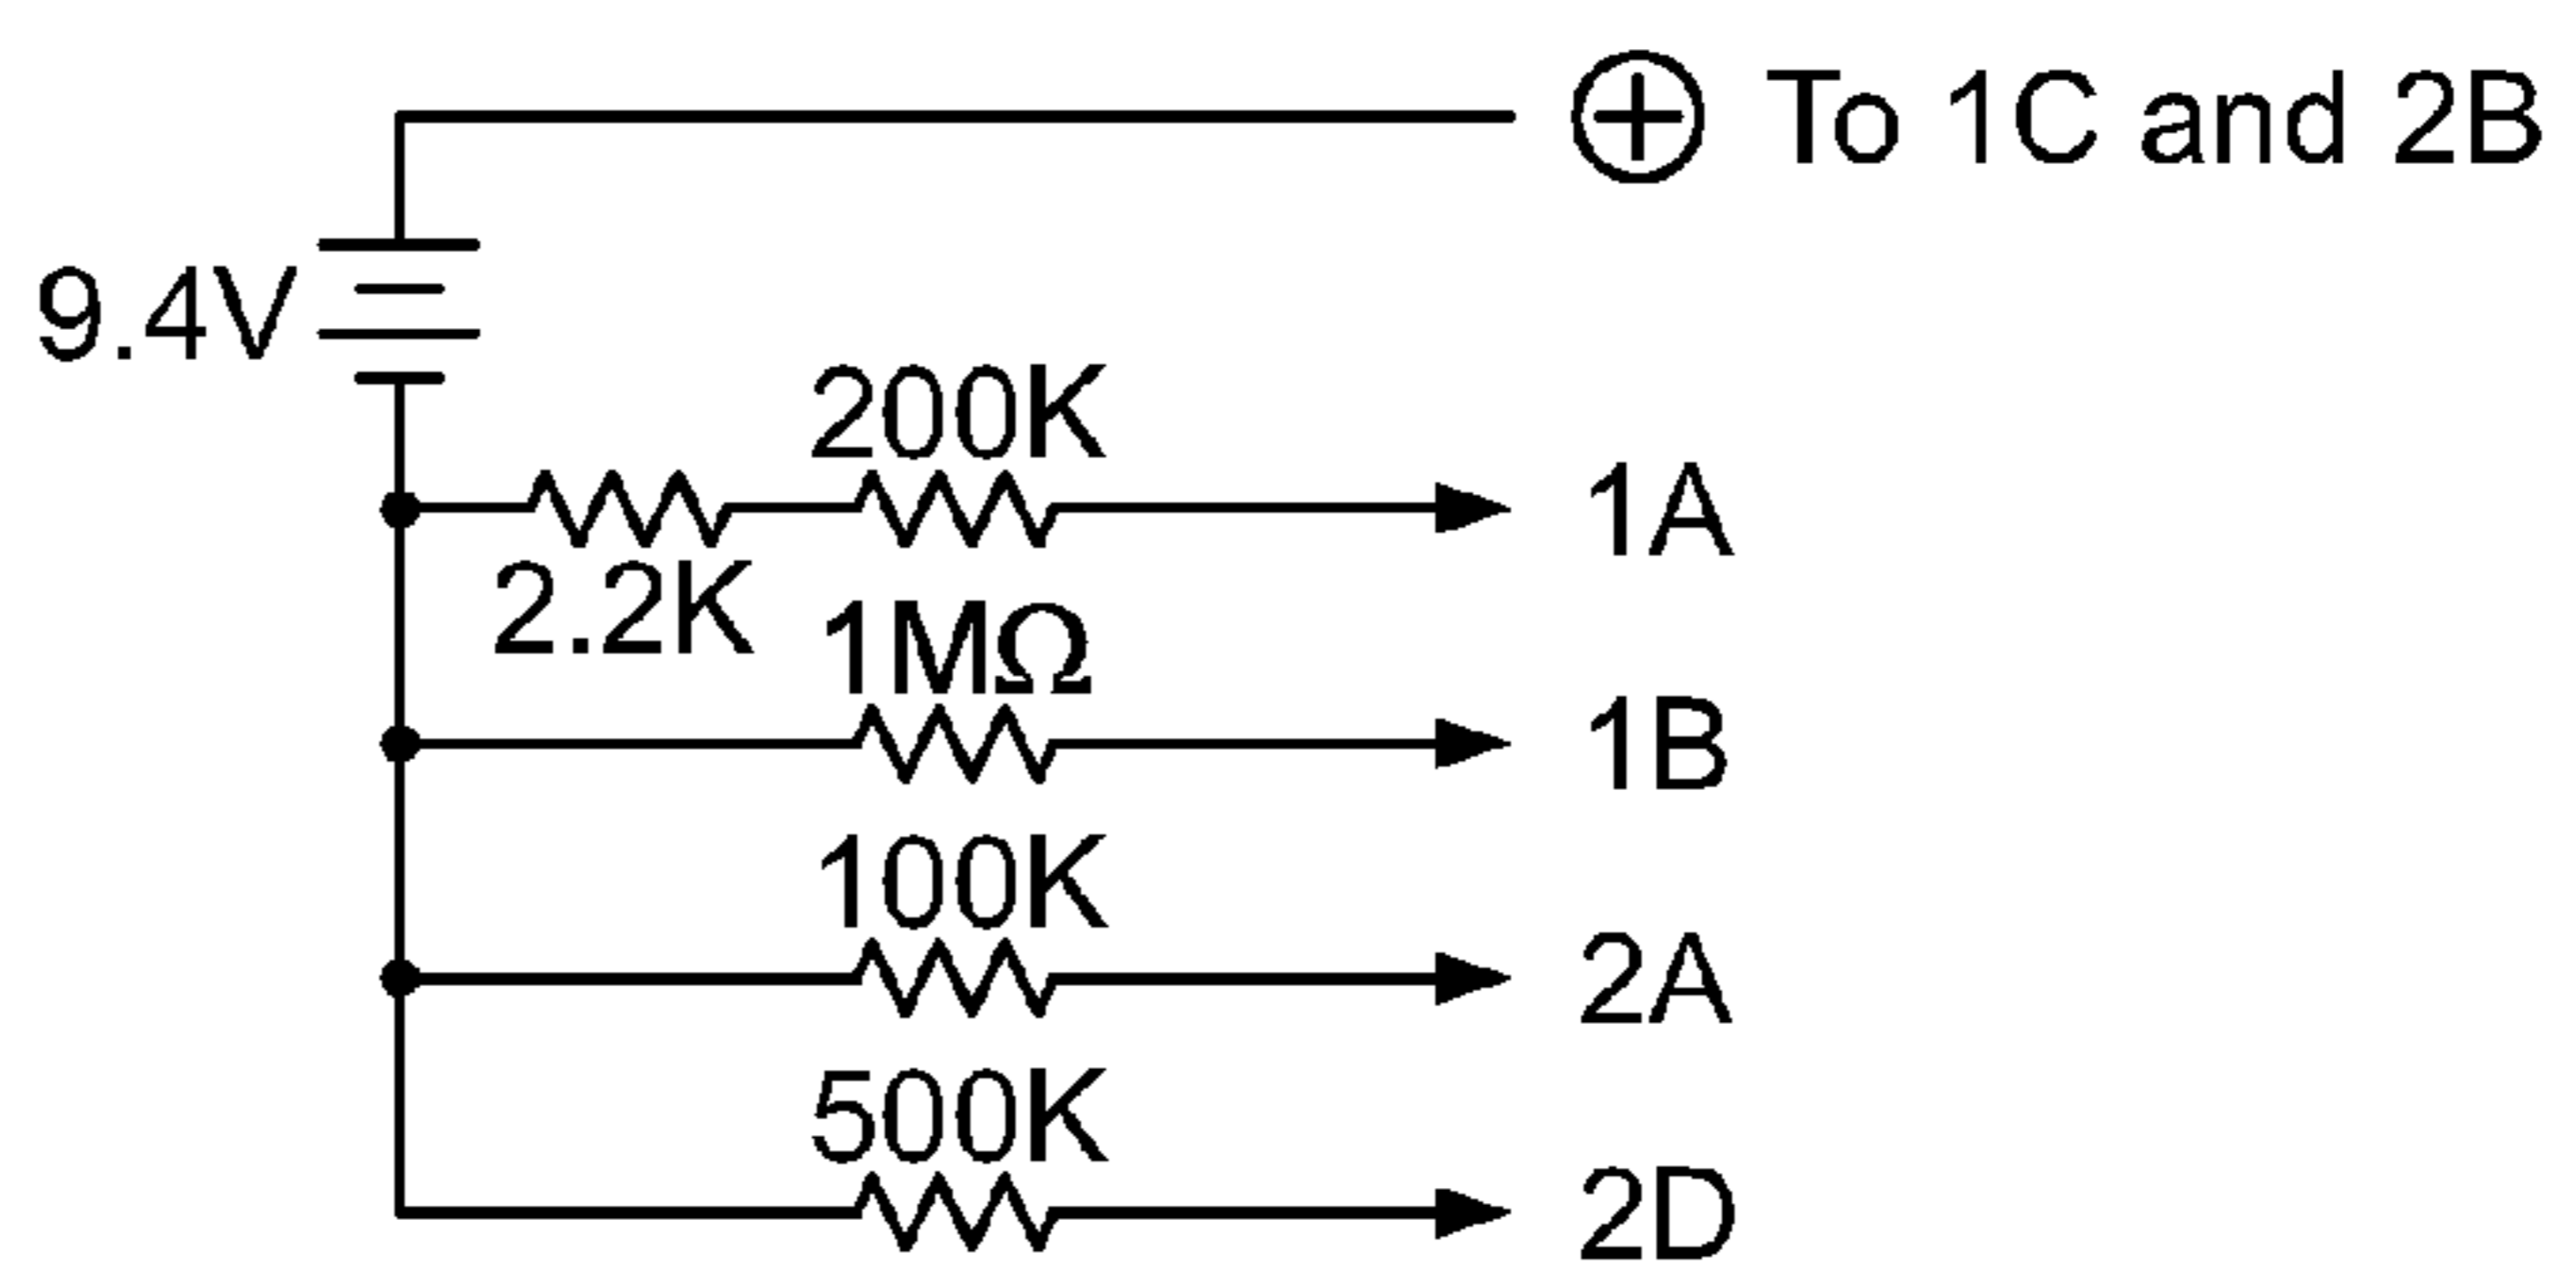 ⊕ To 1C and 2B
9.4V
200K
1A
2.2K
1MΩ
1B
100K
2A
500K
2D